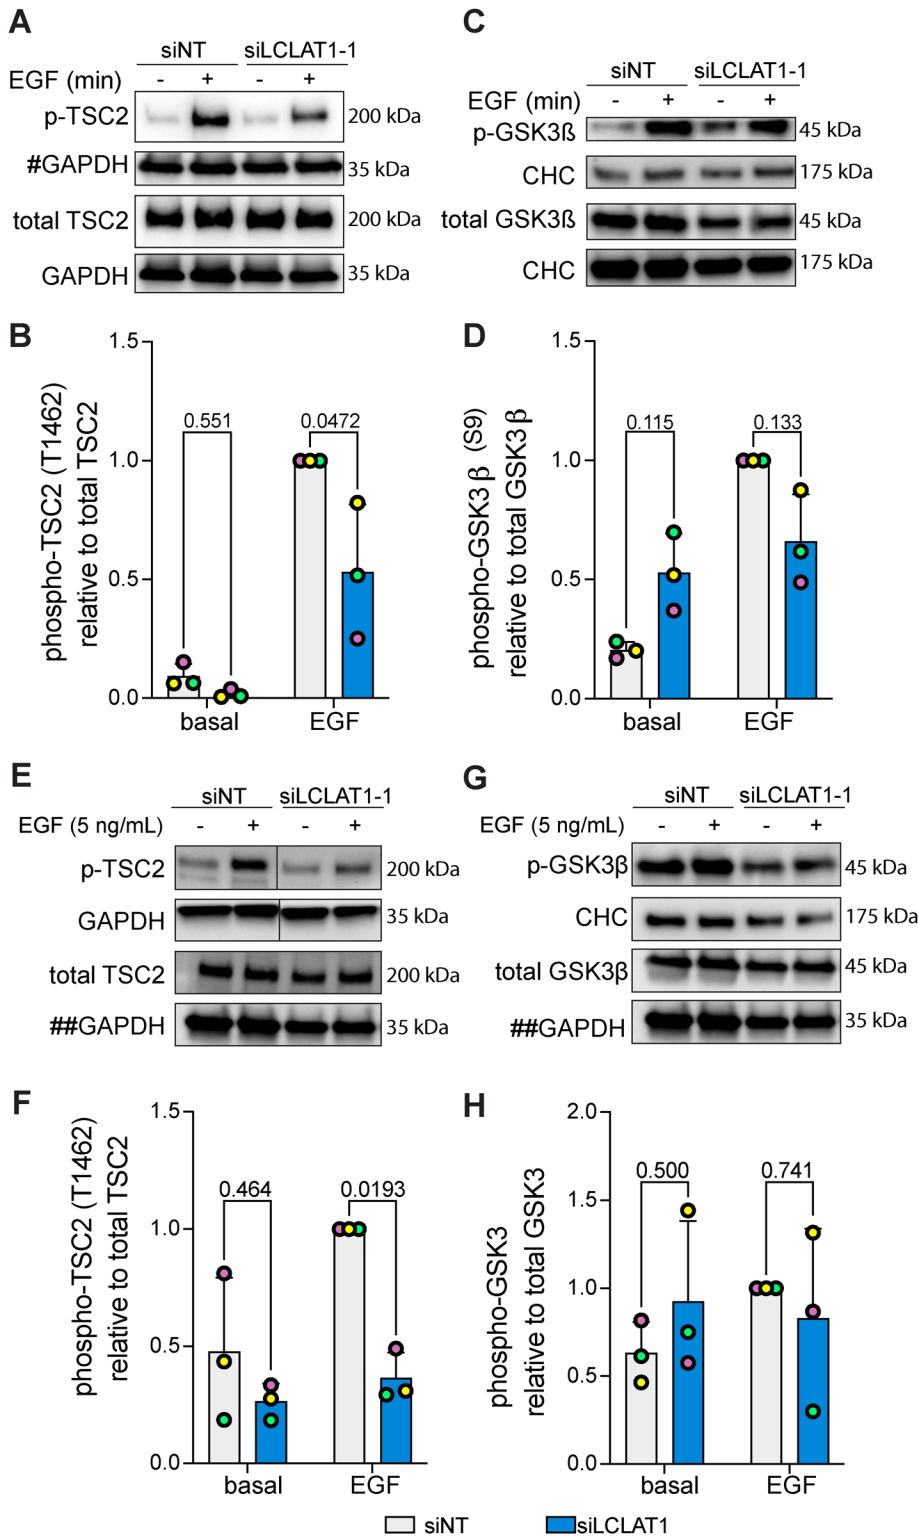 A
siNT siLCLAT1-1
EGF (min) - + - +
p-TSC2 200 kDa
#GAPDH 35 kDa
total TSC2 200 kDa
GAPDH 35 kDa
C
siNT siLCLAT1-1
EGF (min) - + - +
p-GSK3ß 45 kDa
CHC 175 kDa
total GSK3ß 45 kDa
CHC 175 kDa
B
phospho-TSC2 (T1462)
relative to total TSC2
1.5
1.0
0.5
0.0
0.551
0.0472
basal EGF
D
phospho-GSK3β (S9)
relative to total GSK3β
1.5
1.0
0.5
0.0
0.115
0.133
basal EGF
E
siNT siLCLAT1-1
EGF (5 ng/mL) - + - +
p-TSC2 200 kDa
GAPDH 35 kDa
total TSC2 200 kDa
##GAPDH 35 kDa
G
siNT siLCLAT1-1
EGF (5 ng/mL) - + - +
p-GSK3β 45 kDa
CHC 175 kDa
total GSK3β 45 kDa
##GAPDH 35 kDa
F
phospho-TSC2 (T1462)
relative to total TSC2
1.5
1.0
0.5
0.0
0.464
0.0193
basal EGF
H
phospho-GSK3
relative to total GSK3
2.0
1.5
1.0
0.5
0.0
0.500
0.741
basal EGF
siNT siLCLAT1